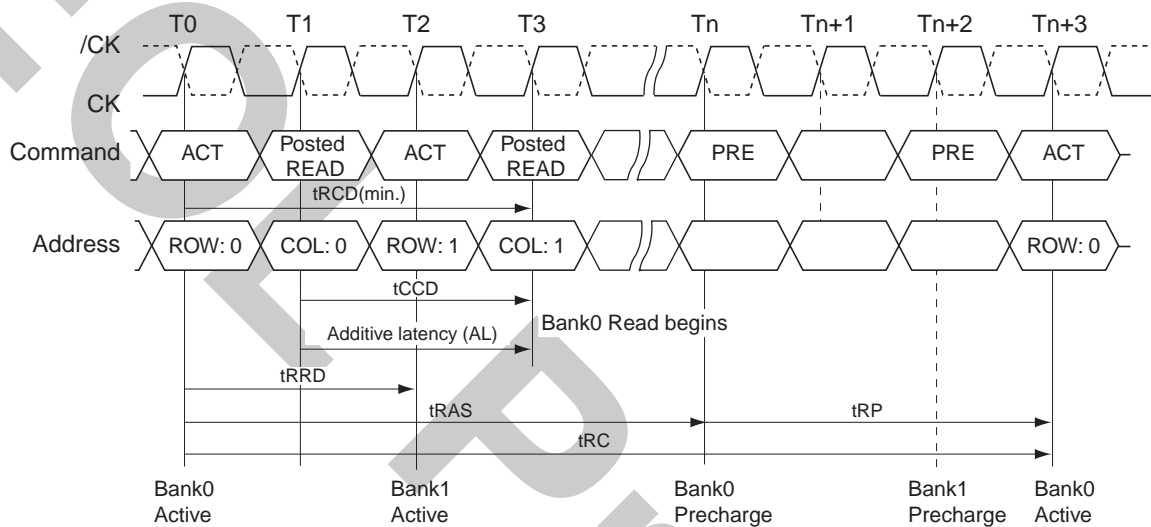 T0 T1 T2 T3 Tn Tn+1 Tn+2 Tn+3
/CK
CK
Command ACT Posted READ ACT Posted READ PRE PRE ACT
tRCD(min.)
Address ROW: 0 COL: 0 ROW: 1 COL: 1 ROW: 0
tCCD
Bank0 Read begins
Additive latency (AL)
tRRD
tRAS tRP
tRC
Bank0 Active Bank1 Active Bank0 Precharge Bank1 Precharge Bank0 Active